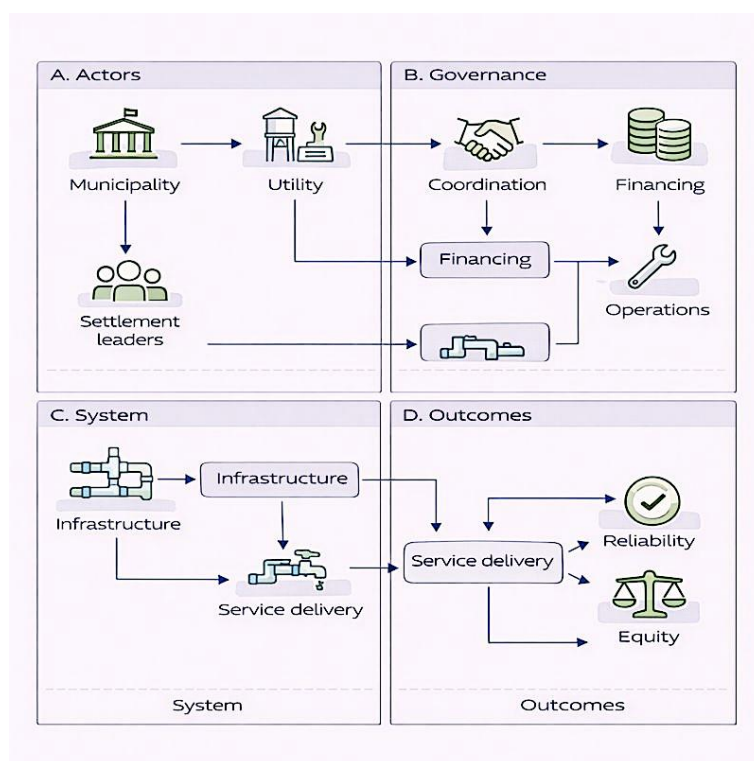 A. Actors
Municipality
Utility
Settlement
leaders
B. Governance
Coordination
Financing
Financing
Operations
C. System
Infrastructure
Infrastructure
Service delivery
System
D. Outcomes
Service delivery
Reliability
Equity
Outcomes